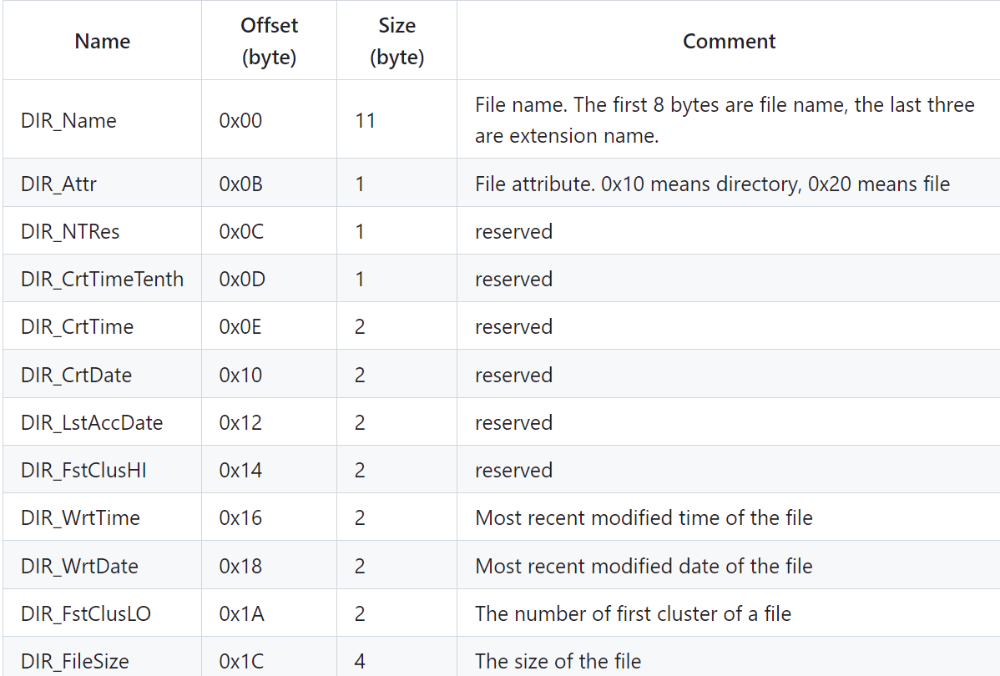 Name Offset (byte) Size (byte) Comment
DIR_Name 0x00 11 File name. The first 8 bytes are file name, the last three
are extension name.
DIR_Attr 0x0B 1 File attribute. 0x10 means directory, 0x20 means file
DIR_NTRes 0x0C 1 reserved
DIR_CrtTimeTenth 0x0D 1 reserved
DIR_CrtTime 0x0E 2 reserved
DIR_CrtDate 0x10 2 reserved
DIR_LstAccDate 0x12 2 reserved
DIR_FstClusHI 0x14 2 reserved
DIR_WrtTime 0x16 2 Most recent modified time of the file
DIR_WrtDate 0x18 2 Most recent modified date of the file
DIR_FstClusLO 0x1A 2 The number of first cluster of a file
DIR_FileSize 0x1C 4 The size of the file